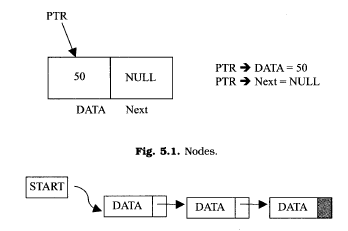 PTR
50 NULL
DATA Next
PTR ➔ DATA = 50
PTR ➔ Next = NULL
Fig. 5.1. Nodes.
START
DATA DATA DATA